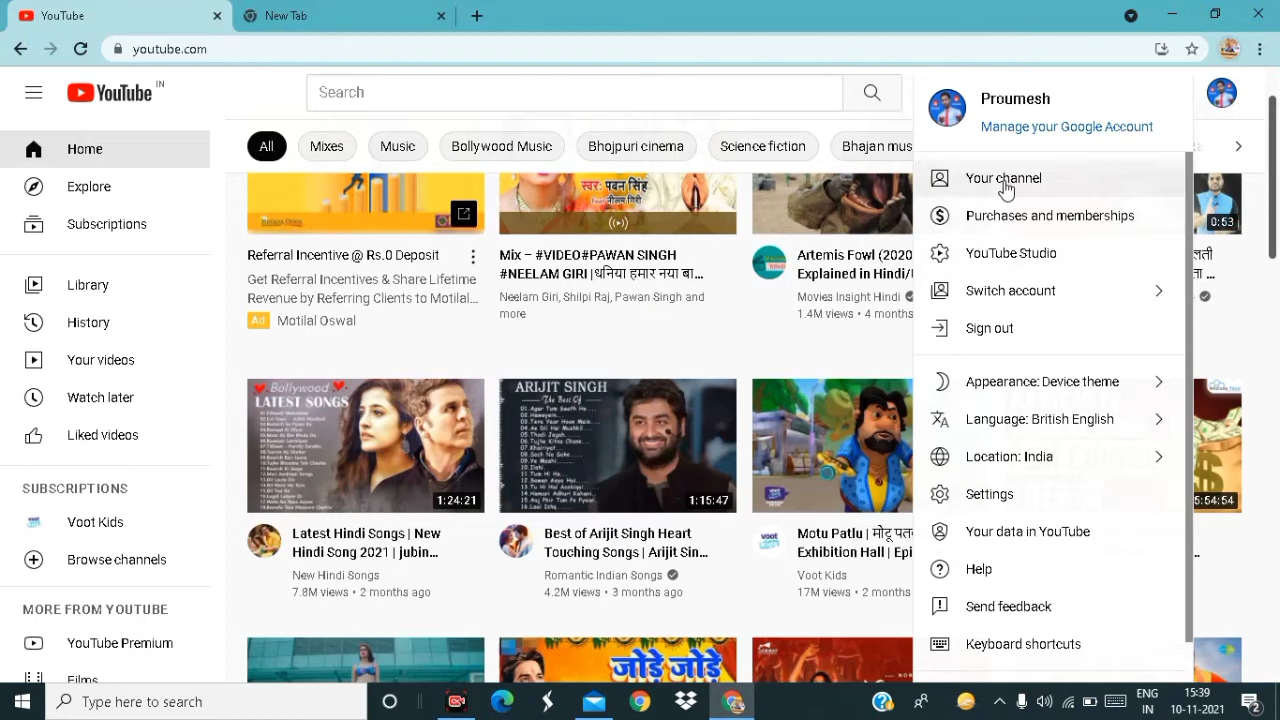 YouTube
New Tab
youtube.com
YouTube IN
Search
Home
Explore
Subscriptions
Library
History
Your videos
Watch later
Liked videos
SUBSCRIPTIONS
Voot Kids
Browse channels
MORE FROM YOUTUBE
YouTube Premium
Films
All
Mixes
Music
Bollywood Music
Bhojpuri cinema
Science fiction
Bhajan mus
Referral Incentive @ Rs.0 Deposit
Get Referral Incentives & Share Lifetime
Revenue by Referring Clients to Motilal...
Ad Motilal Oswal
स्वर: पवन सिंह
Mix – #VIDEO#PAWAN SINGH
#NEELAM GIRI |धनिया हमार नया बा...
Neelam Giri, Shilpi Raj, Pawan Singh and
more
Artemis Fowl (2020
Explained in Hindi/
Movies Insight Hindi
1.4M views • 4 months
0:53
लती
Bollywood
LATEST SONGS
1:24:21
Latest Hindi Songs | New
Hindi Song 2021 | jubin...
New Hindi Songs
7.8M views • 2 months ago
ARIJIT SINGH
The Best Of
1:15:47
Best of Arijit Singh Heart
Touching Songs | Arijit Sin...
Romantic Indian Songs
4.2M views • 3 months ago
Motu Patlu | मोटू पत
Exhibition Hall | Epi
Voot Kids
17M views • 2 months
5:54:54
जोड़े जोड़े
Proumesh
Manage your Google Account
Your channel
Purchases and memberships
YouTube Studio
Switch account
Sign out
Appearance: Device theme
Language: British English
Location: India
Settings
Your data in YouTube
Help
Send feedback
Keyboard shortcuts
Type here to search
ENG
IN
15:39
10-11-2021
2